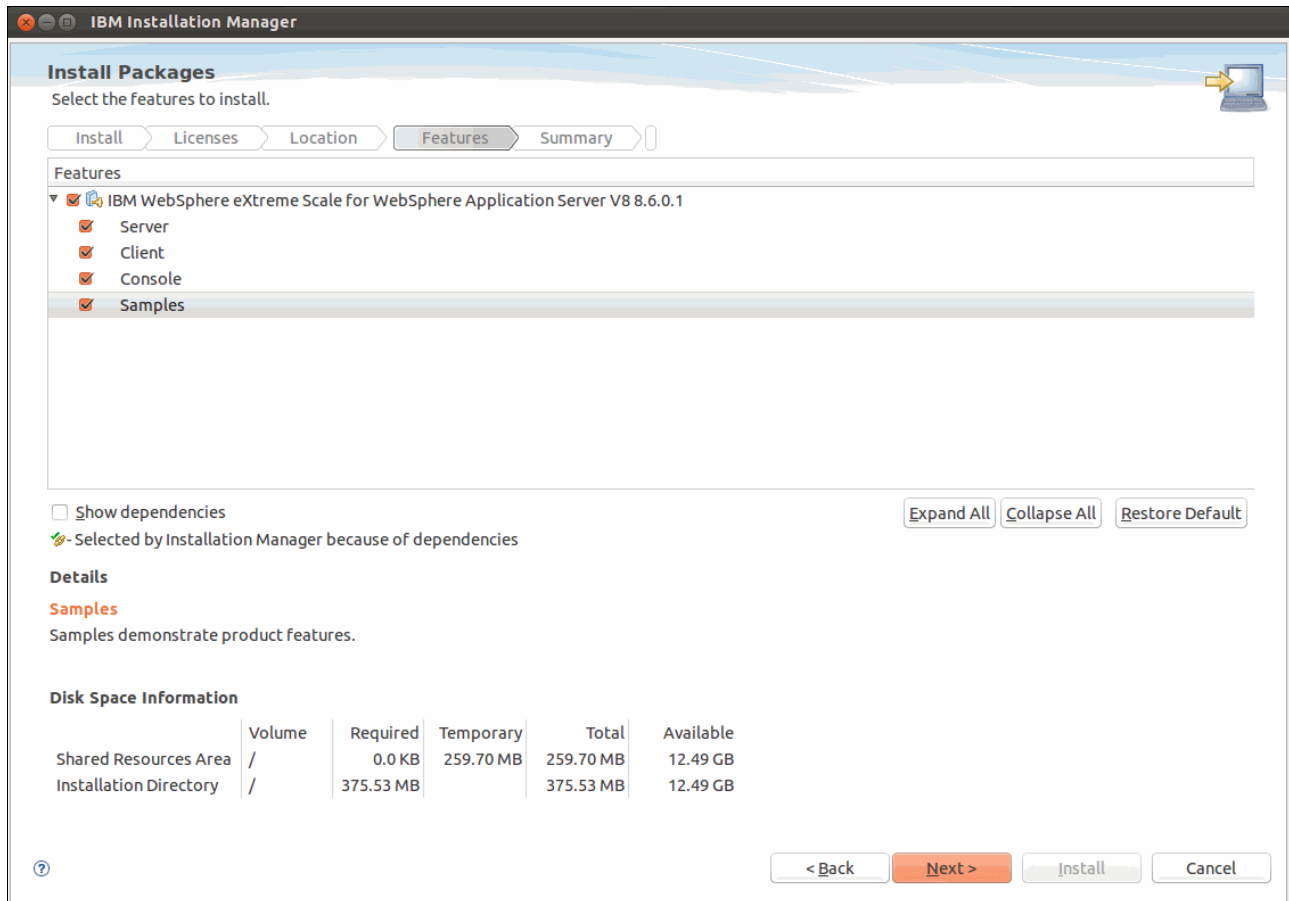 IBM Installation Manager
Install Packages
Select the features to install.
Install Licenses Location Features Summary
Features
IBM WebSphere eXtreme Scale for WebSphere Application Server V8 8.6.0.1
Server
Client
Console
Samples
Show dependencies Expand All Collapse All Restore Default
- Selected by Installation Manager because of dependencies
Details
Samples
Samples demonstrate product features.
Disk Space Information
Volume Required Temporary Total Available
Shared Resources Area / 0.0 KB 259.70 MB 259.70 MB 12.49 GB
Installation Directory / 375.53 MB 375.53 MB 12.49 GB
? < Back Next > Install Cancel